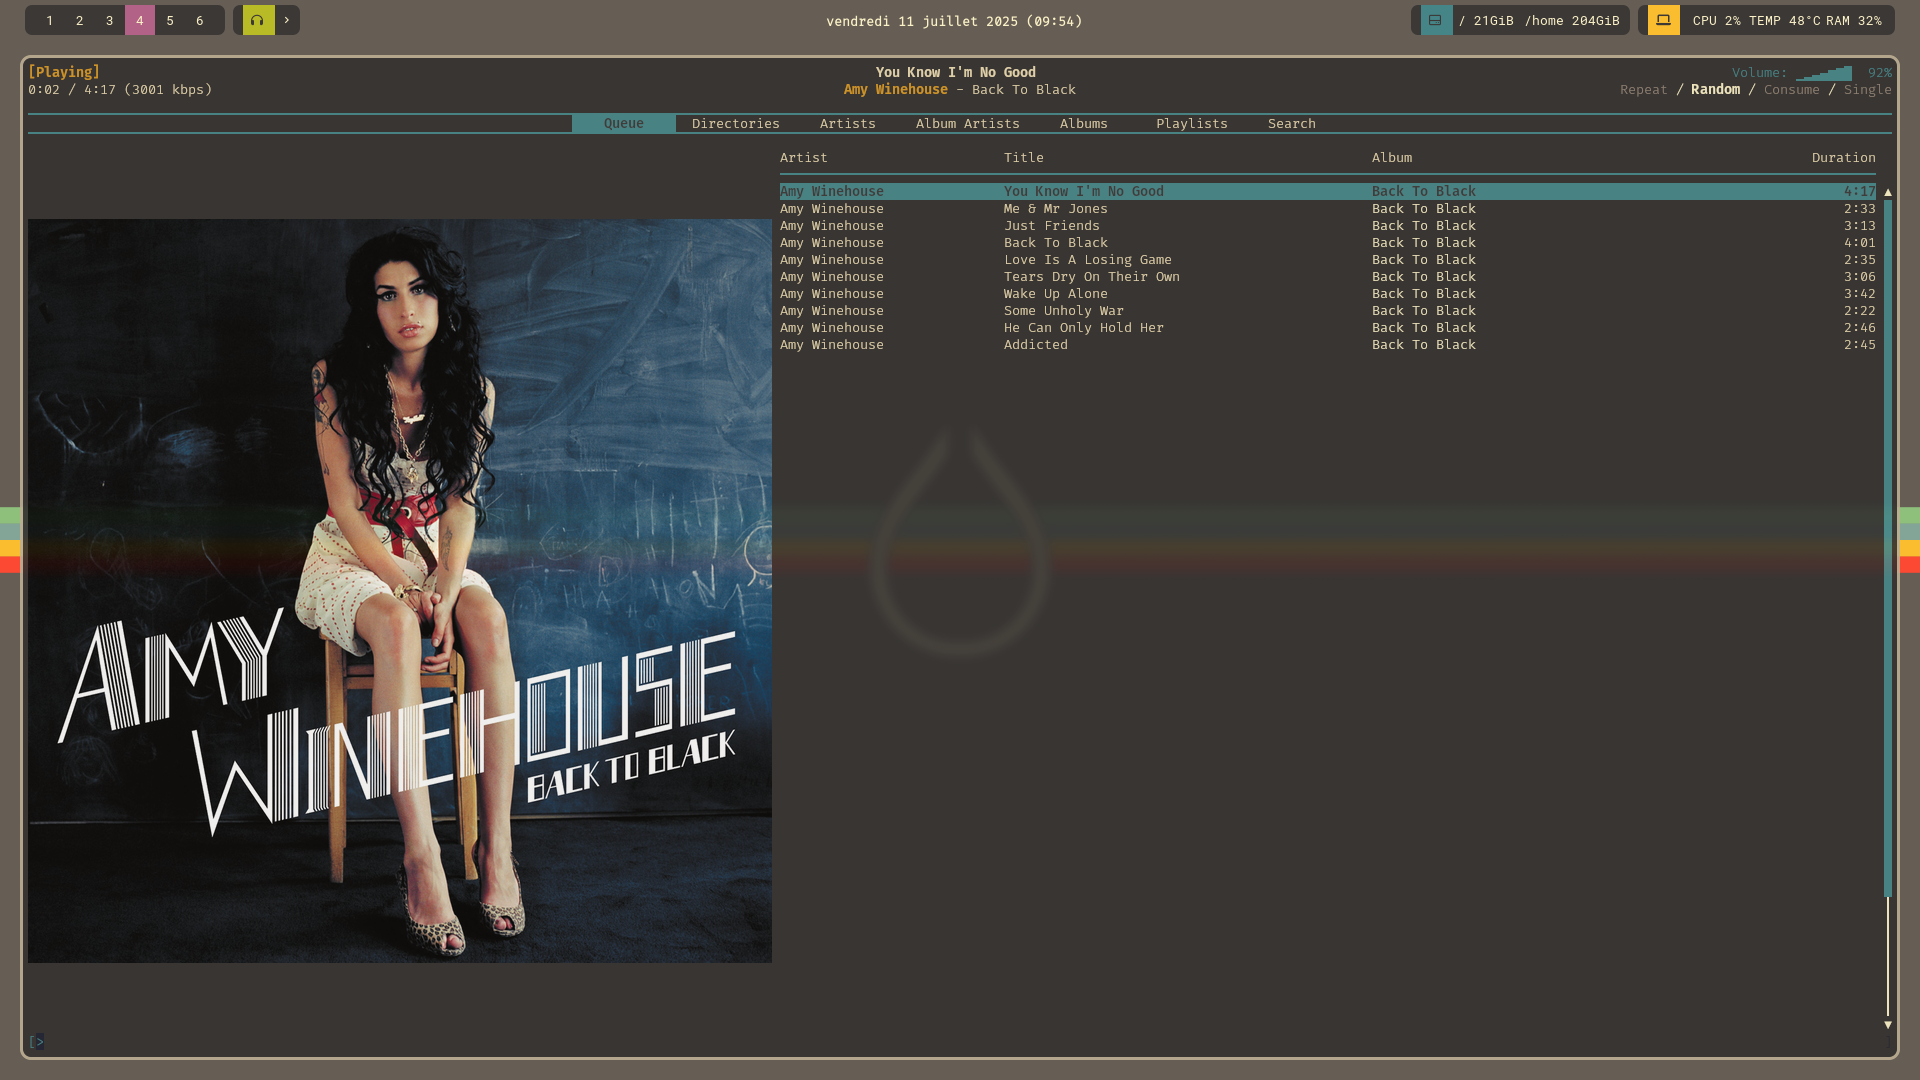 1 2 3 4 5 6
vendredi 11 juillet 2025 (09:54)
/ 21GiB /home 204GiB
CPU 2% TEMP 48°C RAM 32%
[Playing]
You Know I'm No Good
Volume: 92%
0:02 / 4:17 (3001 kbps)
Amy Winehouse - Back To Black
Repeat / Random / Consume / Single
Queue Directories Artists Album Artists Albums Playlists Search
Artist Title Album Duration
Amy Winehouse You Know I'm No Good Back To Black 4:17
Amy Winehouse Me & Mr Jones Back To Black 2:33
Amy Winehouse Just Friends Back To Black 3:13
Amy Winehouse Back To Black Back To Black 4:01
Amy Winehouse Love Is A Losing Game Back To Black 2:35
Amy Winehouse Tears Dry On Their Own Back To Black 3:06
Amy Winehouse Wake Up Alone Back To Black 3:42
Amy Winehouse Some Unholy War Back To Black 2:22
Amy Winehouse He Can Only Hold Her Back To Black 2:46
Amy Winehouse Addicted Back To Black 2:45
AMY
WINEHOUSE
BACK TO BLACK
[>